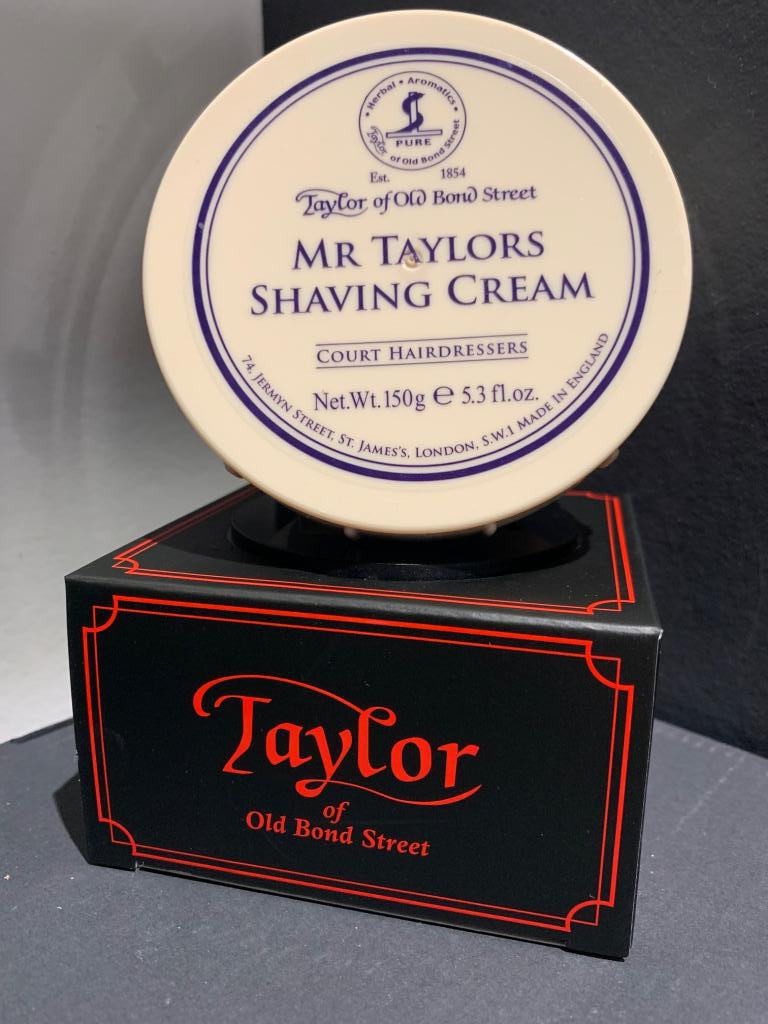 Herbal • Aromatics
PURE
Taylor of Old Bond Street
Est. 1854
Taylor of Old Bond Street
MR TAYLORS
SHAVING CREAM
COURT HAIRDRESSERS
Net.Wt.150g ℮ 5.3 fl.oz.
74, JERMYN STREET, ST. JAMES'S, LONDON, S.W.1 MADE IN ENGLAND
Taylor
of
Old Bond Street